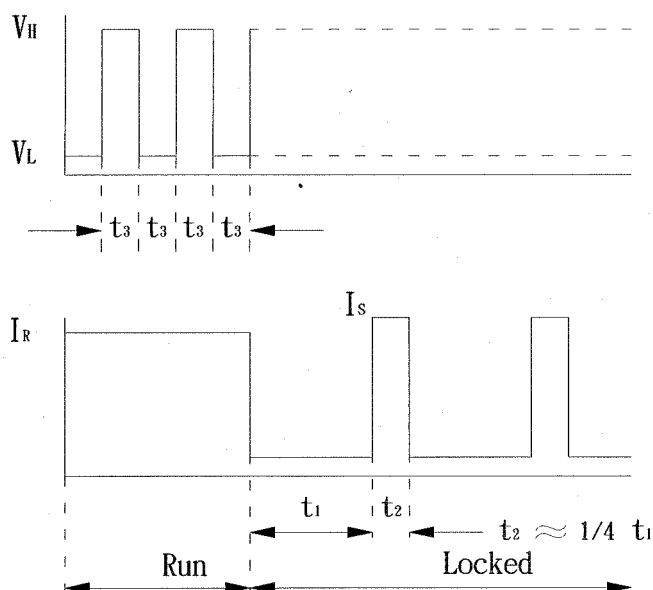 VH
VL
t3 t3 t3 t3
IR
IS
t1 t2
t2 ≈ 1/4 t1
Run Locked